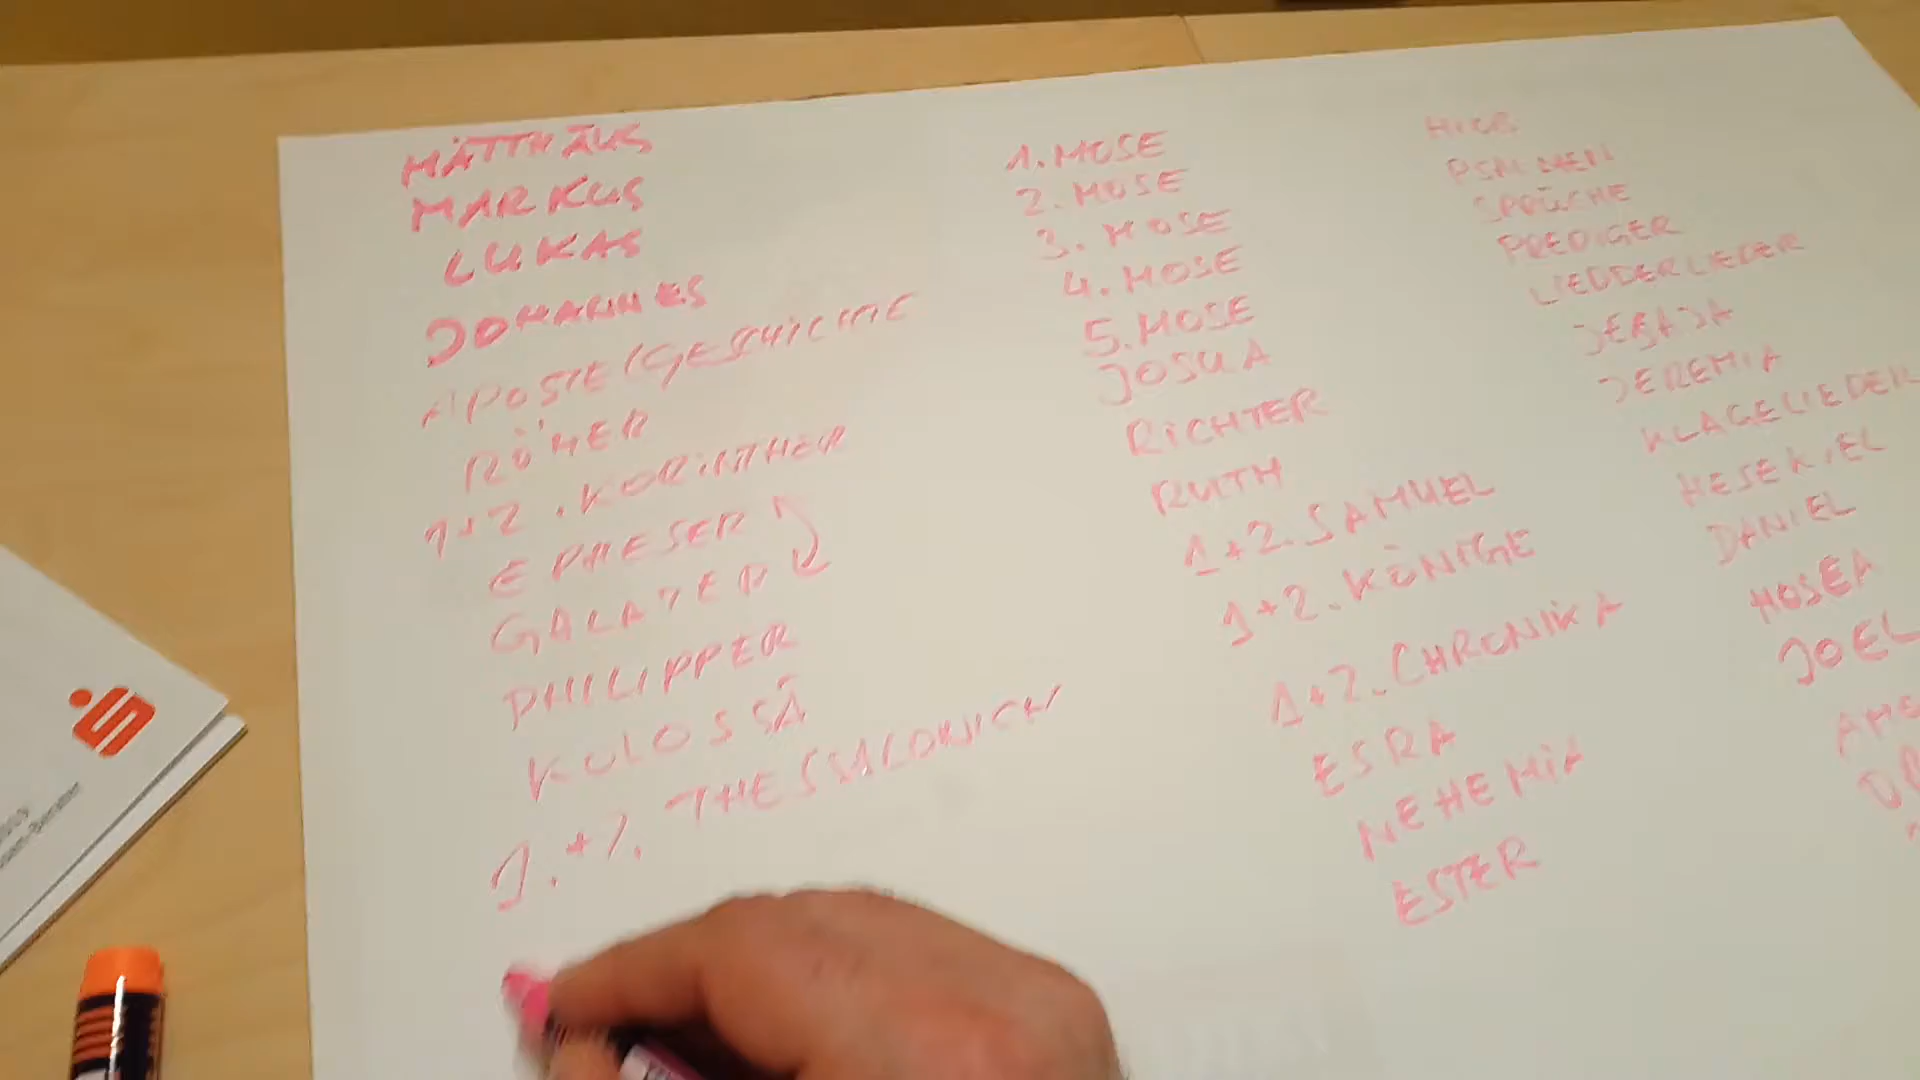 MATTHÄUS
MARKUS
LUKAS
JOHANNES
APOSTELGESCHICHTE
RÖMER
1+2. KORINTHER
EPHESER
GALATER
PHILIPPER
KOLOSSÄ
1.+2. THESSALONICH
1. MOSE
2. MOSE
3. MOSE
4. MOSE
5. MOSE
JOSUA
RICHTER
RUTH
1+2. SAMUEL
1+2. KÖNIGE
1+2. CHRONIKA
ESRA
NEHEMIA
ESTER
HIOB
PSALMEN
SPRÜCHE
PREDIGER
LIEDDERLIEDER
JESAJA
JEREMIA
KLAGELIEDER
HESEKIEL
DANIEL
HOSEA
JOEL